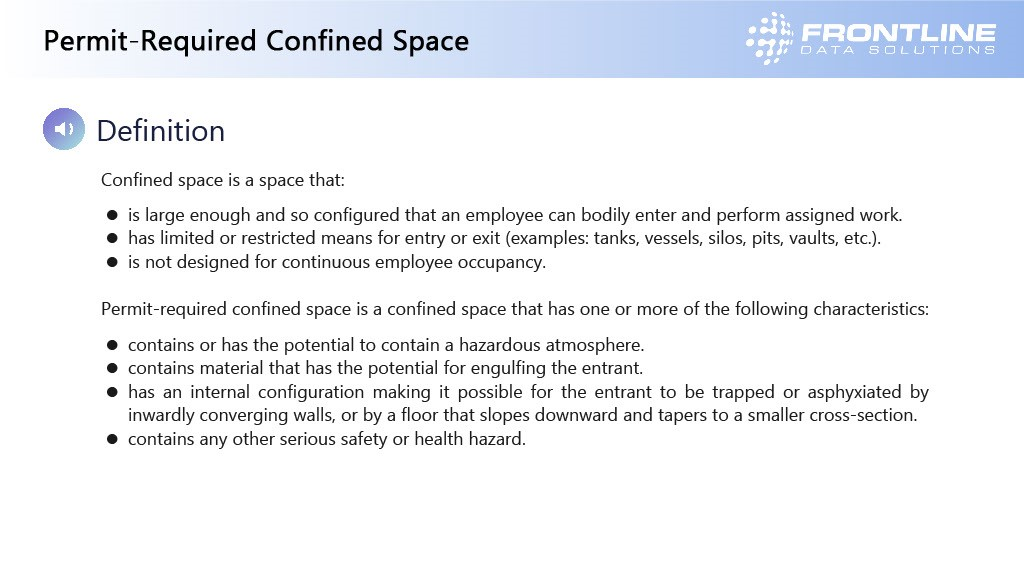 Permit-Required Confined Space
FRONTLINE
DATA SOLUTIONS
Definition
Confined space is a space that:
● is large enough and so configured that an employee can bodily enter and perform assigned work.
● has limited or restricted means for entry or exit (examples: tanks, vessels, silos, pits, vaults, etc.).
● is not designed for continuous employee occupancy.
Permit-required confined space is a confined space that has one or more of the following characteristics:
● contains or has the potential to contain a hazardous atmosphere.
● contains material that has the potential for engulfing the entrant.
● has an internal configuration making it possible for the entrant to be trapped or asphyxiated by
inwardly converging walls, or by a floor that slopes downward and tapers to a smaller cross-section.
● contains any other serious safety or health hazard.